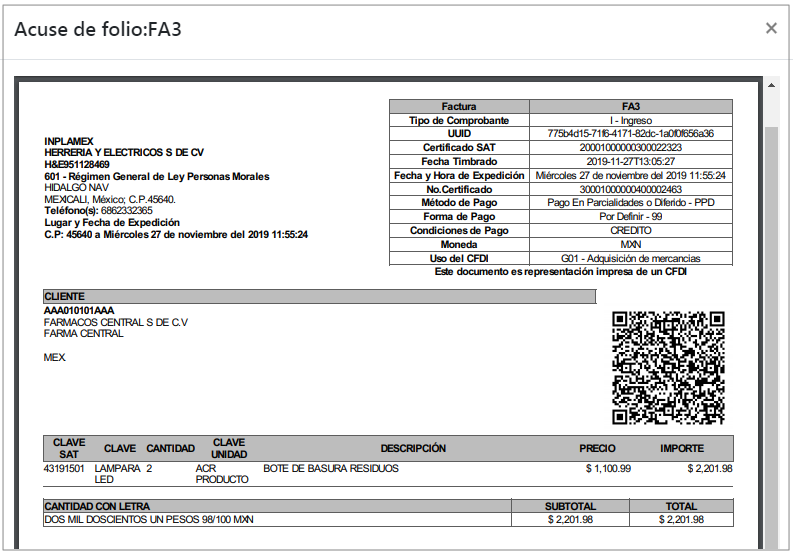 Acuse de folio:FA3
×
INPLAMEX
HERRERIA Y ELECTRICOS S DE CV
H&E951128469
601 - Régimen General de Ley Personas Morales
HIDALGO NAV
MEXICALI, México; C.P.45640.
Teléfono(s): 6862332365
Lugar y Fecha de Expedición
C.P: 45640 a Miércoles 27 de noviembre del 2019 11:55:24
Factura FA3
Tipo de Comprobante I - Ingreso
UUID 775b4d15-71f6-4171-82dc-1a0f0f656a36
Certificado SAT 20001000000300022323
Fecha Timbrado 2019-11-27T13:05:27
Fecha y Hora de Expedición Miércoles 27 de noviembre del 2019 11:55:24
No.Certificado 30001000000400002463
Método de Pago Pago En Parcialidades o Diferido - PPD
Forma de Pago Por Definir - 99
Condiciones de Pago CREDITO
Moneda MXN
Uso del CFDI G01 - Adquisición de mercancias
Este documento es representación impresa de un CFDI
CLIENTE
AAA010101AAA
FARMACOS CENTRAL S DE C.V
FARMA CENTRAL
MEX
CLAVE SAT CLAVE CANTIDAD CLAVE UNIDAD DESCRIPCIÓN PRECIO IMPORTE
43191501 LAMPARA 2 ACR BOTE DE BASURA RESIDUOS $ 1,100.99 $ 2,201.98
LED PRODUCTO
CANTIDAD CON LETRA SUBTOTAL TOTAL
DOS MIL DOSCIENTOS UN PESOS 98/100 MXN $ 2,201.98 $ 2,201.98